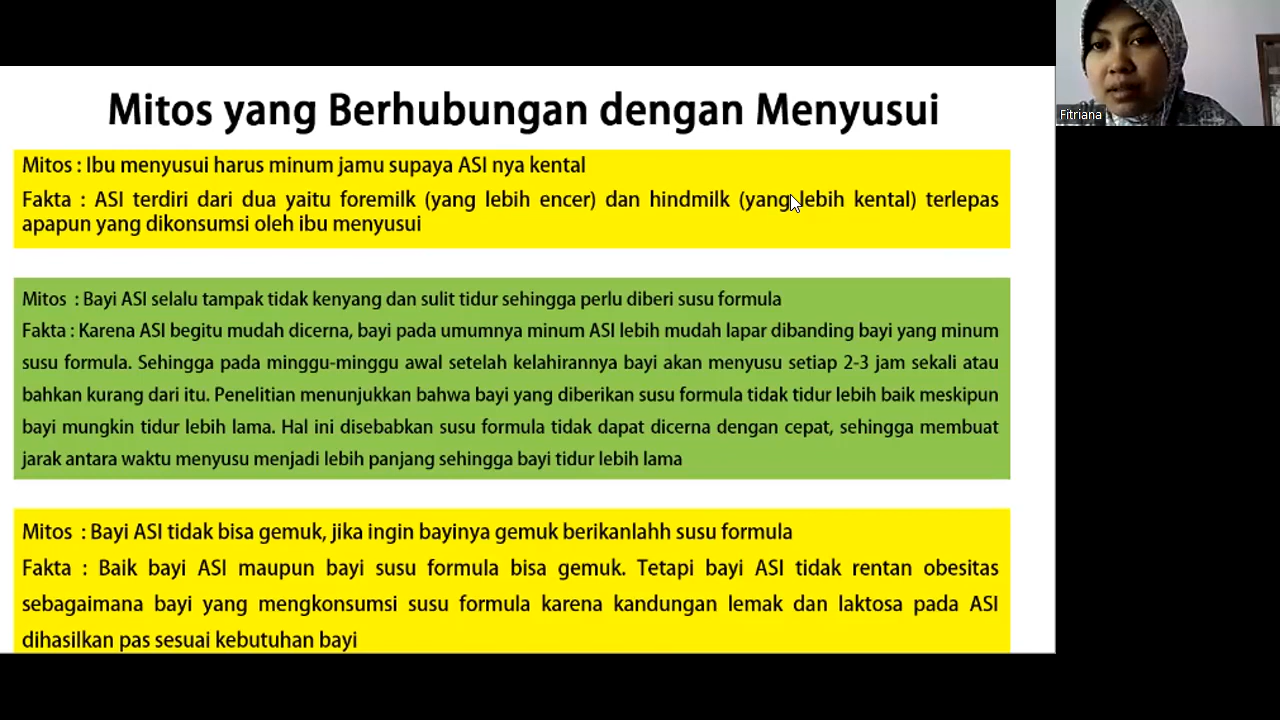 Mitos yang Berhubungan dengan Menyusui
Mitos : Ibu menyusui harus minum jamu supaya ASI nya kental
Fakta : ASI terdiri dari dua yaitu foremilk (yang lebih encer) dan hindmilk (yang lebih kental) terlepas
apapun yang dikonsumsi oleh ibu menyusui
Mitos : Bayi ASI selalu tampak tidak kenyang dan sulit tidur sehingga perlu diberi susu formula
Fakta : Karena ASI begitu mudah dicerna, bayi pada umumnya minum ASI lebih mudah lapar dibanding bayi yang minum
susu formula. Sehingga pada minggu-minggu awal setelah kelahirannya bayi akan menyusu setiap 2-3 jam sekali atau
bahkan kurang dari itu. Penelitian menunjukkan bahwa bayi yang diberikan susu formula tidak tidur lebih baik meskipun
bayi mungkin tidur lebih lama. Hal ini disebabkan susu formula tidak dapat dicerna dengan cepat, sehingga membuat
jarak antara waktu menyusu menjadi lebih panjang sehingga bayi tidur lebih lama
Mitos : Bayi ASI tidak bisa gemuk, jika ingin bayinya gemuk berikanlahh susu formula
Fakta : Baik bayi ASI maupun bayi susu formula bisa gemuk. Tetapi bayi ASI tidak rentan obesitas
sebagaimana bayi yang mengkonsumsi susu formula karena kandungan lemak dan laktosa pada ASI
dihasilkan pas sesuai kebutuhan bayi
Fitriana